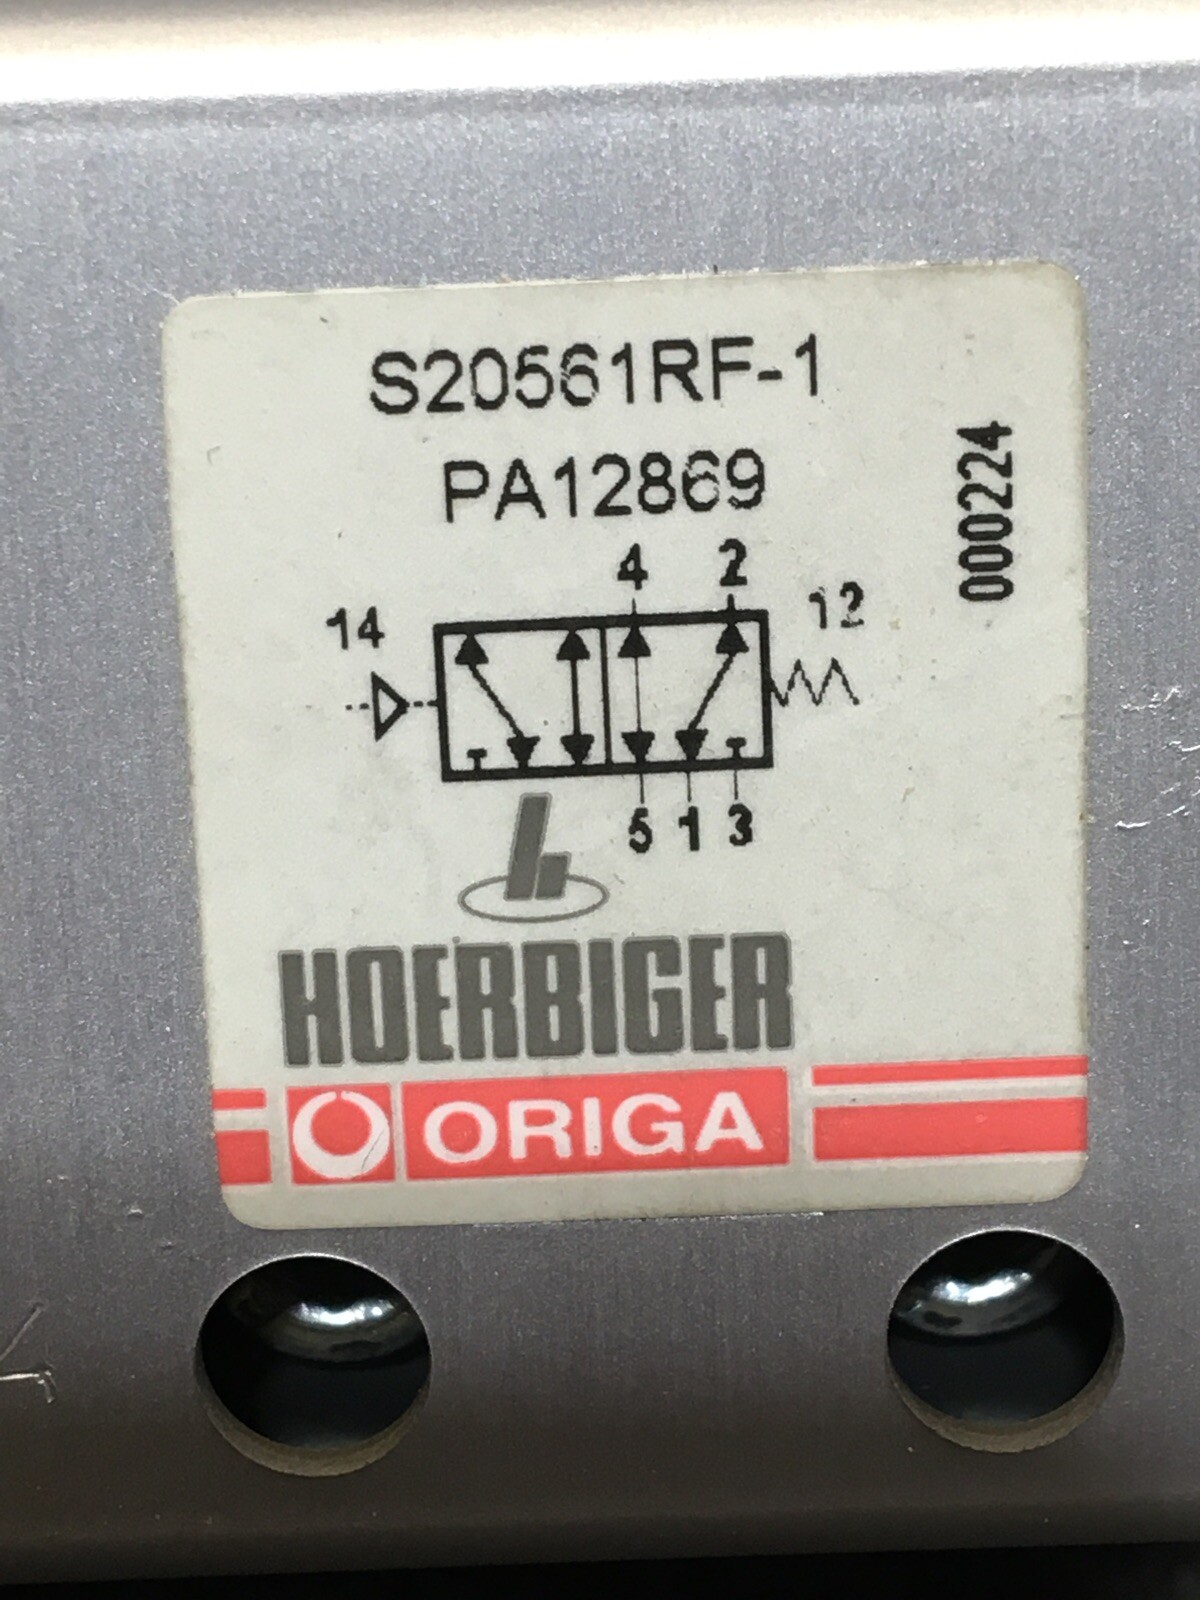 S20561RF-1
PA12869
000224
4 2
14
12
5 1 3
HOERBIGER
ORIGA